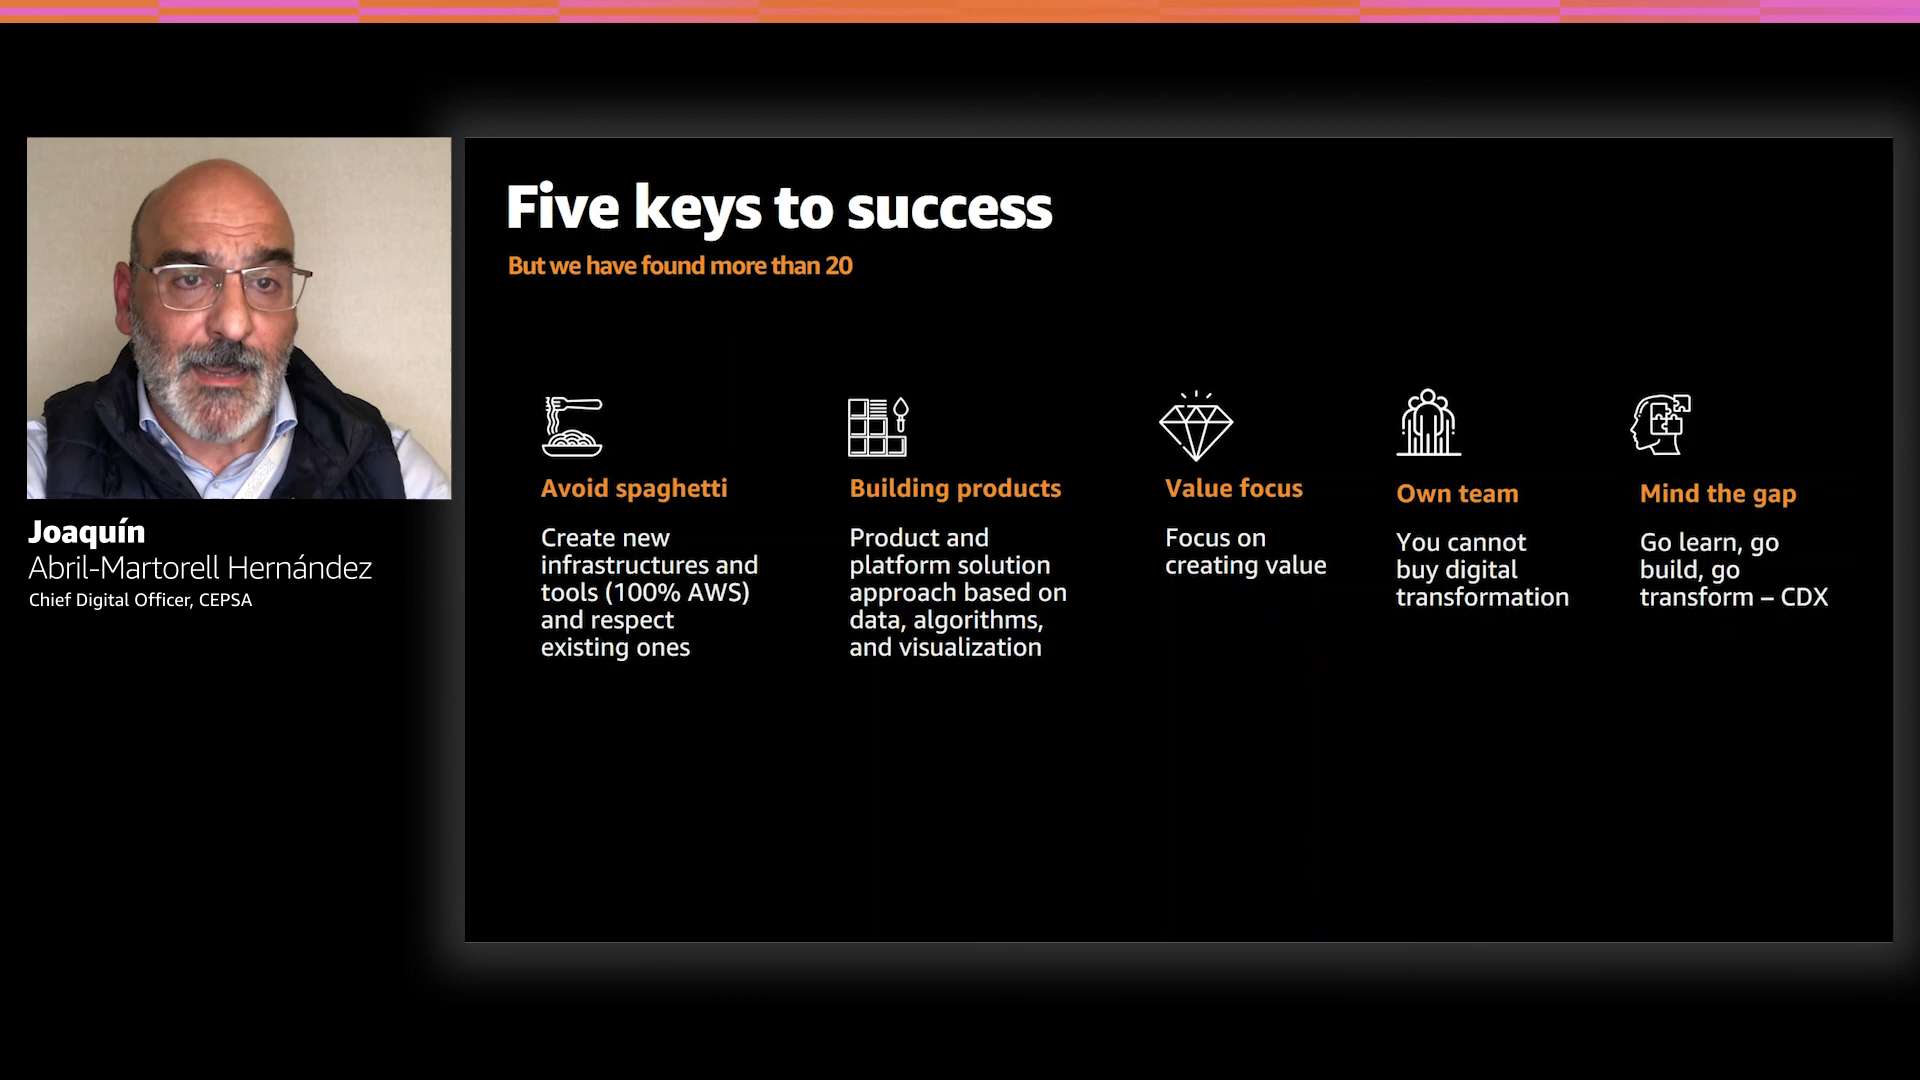 Five keys to success
But we have found more than 20
Avoid spaghetti
Create new
infrastructures and
tools (100% AWS)
and respect
existing ones
Building products
Product and
platform solution
approach based on
data, algorithms,
and visualization
Value focus
Focus on
creating value
Own team
You cannot
buy digital
transformation
Mind the gap
Go learn, go
build, go
transform – CDX
Joaquín
Abril-Martorell Hernández
Chief Digital Officer, CEPSA